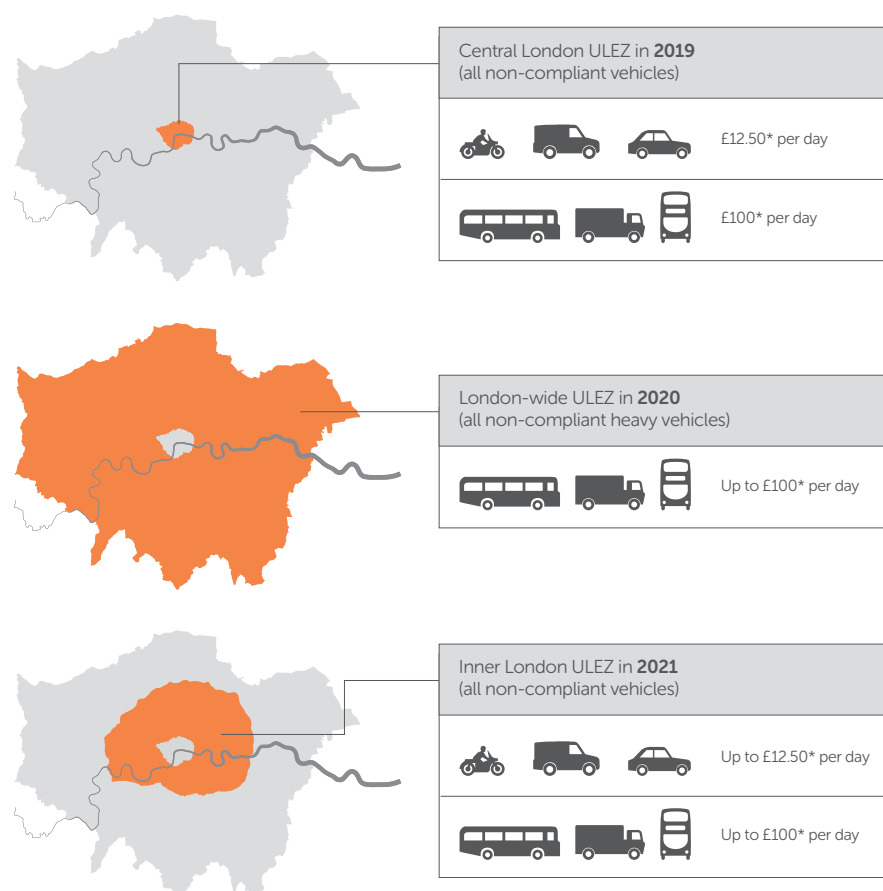 Central London ULEZ in 2019
(all non-compliant vehicles)
£12.50* per day
£100* per day
London-wide ULEZ in 2020
(all non-compliant heavy vehicles)
Up to £100* per day
Inner London ULEZ in 2021
(all non-compliant vehicles)
Up to £12.50* per day
Up to £100* per day